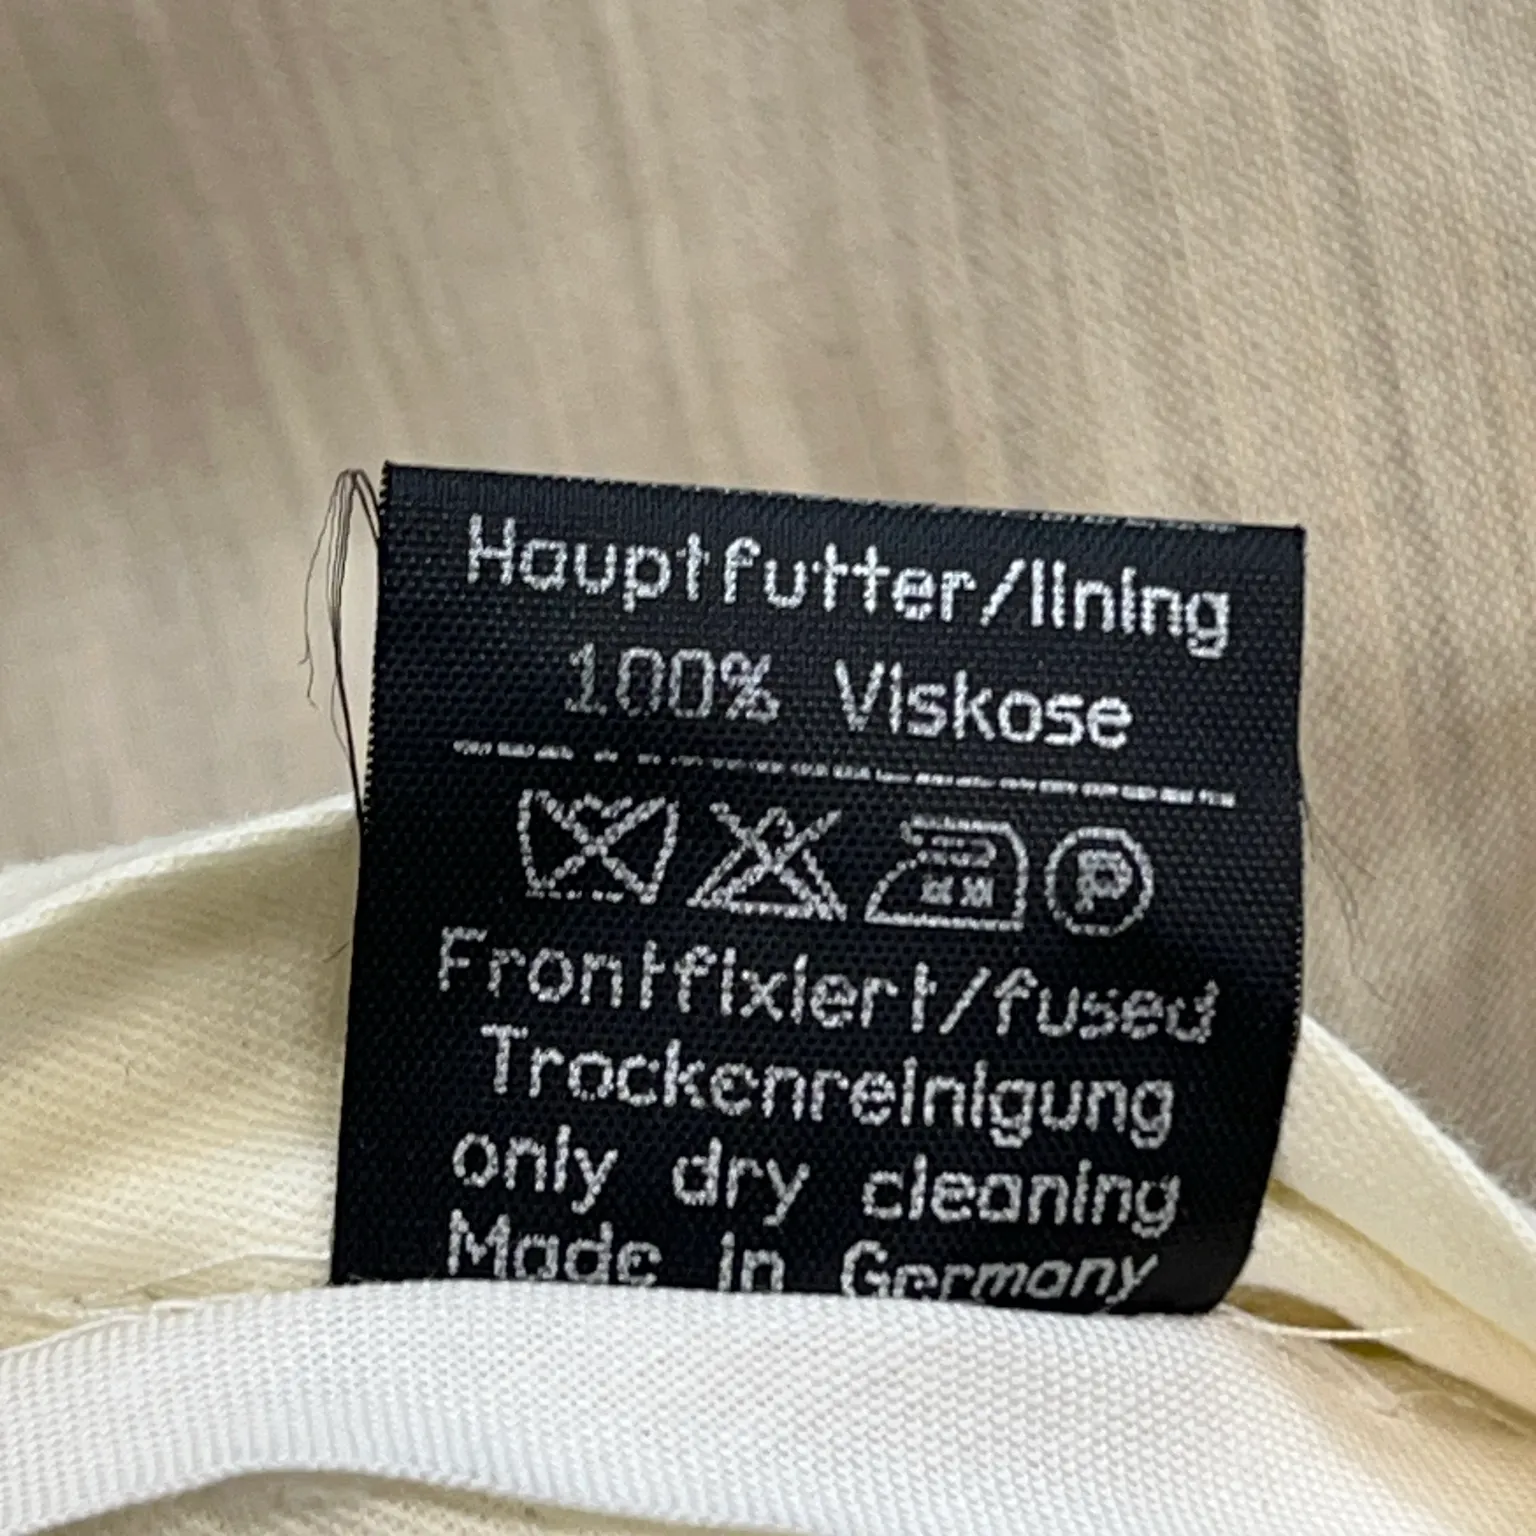 Hauptfutter/lining
100% Viskose
P
Frontfixiert/fused
Trockenreinigung
only dry cleaning
Made in Germany